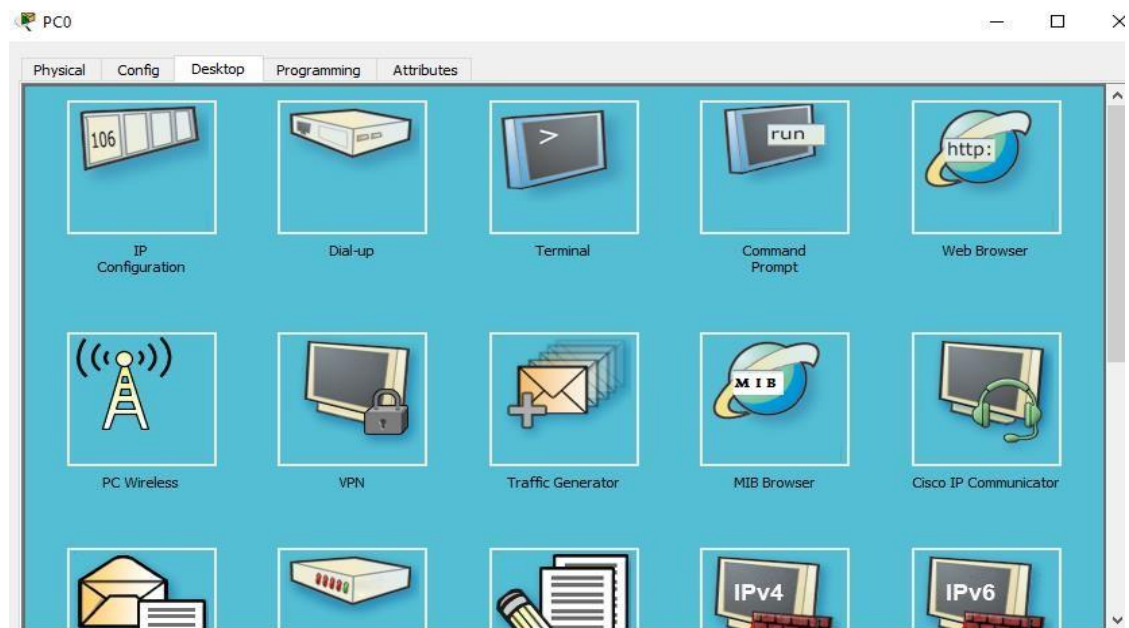 PC0
Physical Config Desktop Programming Attributes
106
>
run
http:
IP
Configuration
Dial-up
Terminal
Command
Prompt
Web Browser
MIB
PC Wireless
VPN
Traffic Generator
MIB Browser
Cisco IP Communicator
IPv4
IPv6